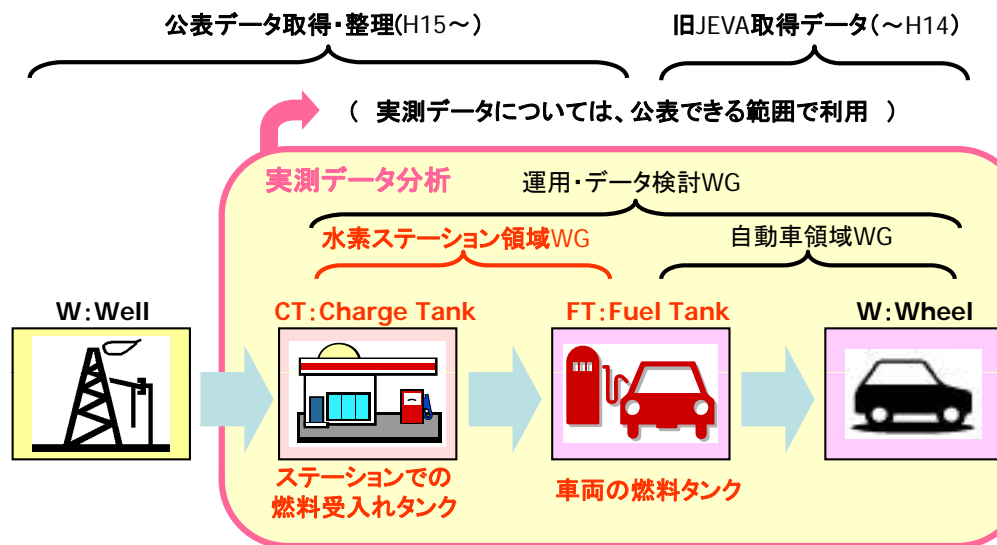 公表データ取得・整理(H15～)
旧JEVA取得データ(～H14)
( 実測データについては、公表できる範囲で利用 )
実測データ分析
運用・データ検討WG
水素ステーション領域WG
自動車領域WG
W:Well
CT:Charge Tank
FT:Fuel Tank
W:Wheel
ステーションでの
燃料受入れタンク
車両の燃料タンク